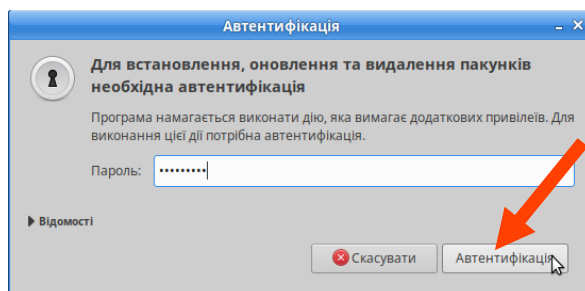 Автентифікація
Для встановлення, оновлення та видалення пакунків
необхідна автентифікація
Програма намагається виконати дію, яка вимагає додаткових привілеїв. Для
виконання цієї дії потрібна автентифікація.
Пароль: •••••••••
Відомості
Скасувати Автентифікація